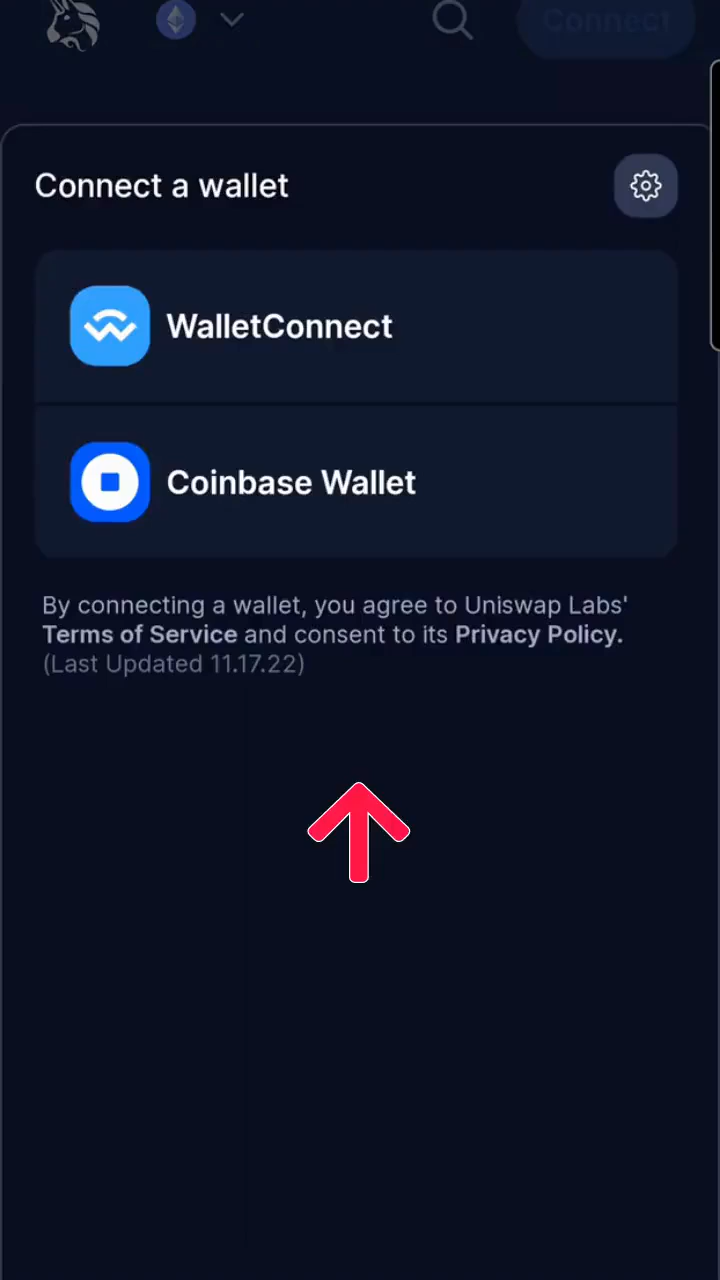 Connect
Connect a wallet
WalletConnect
Coinbase Wallet
By connecting a wallet, you agree to Uniswap Labs'
Terms of Service and consent to its Privacy Policy.
(Last Updated 11.17.22)